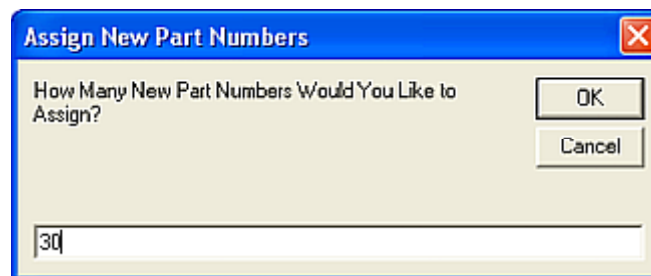 Assign New Part Numbers
How Many New Part Numbers Would You Like to
Assign?
OK
Cancel
30